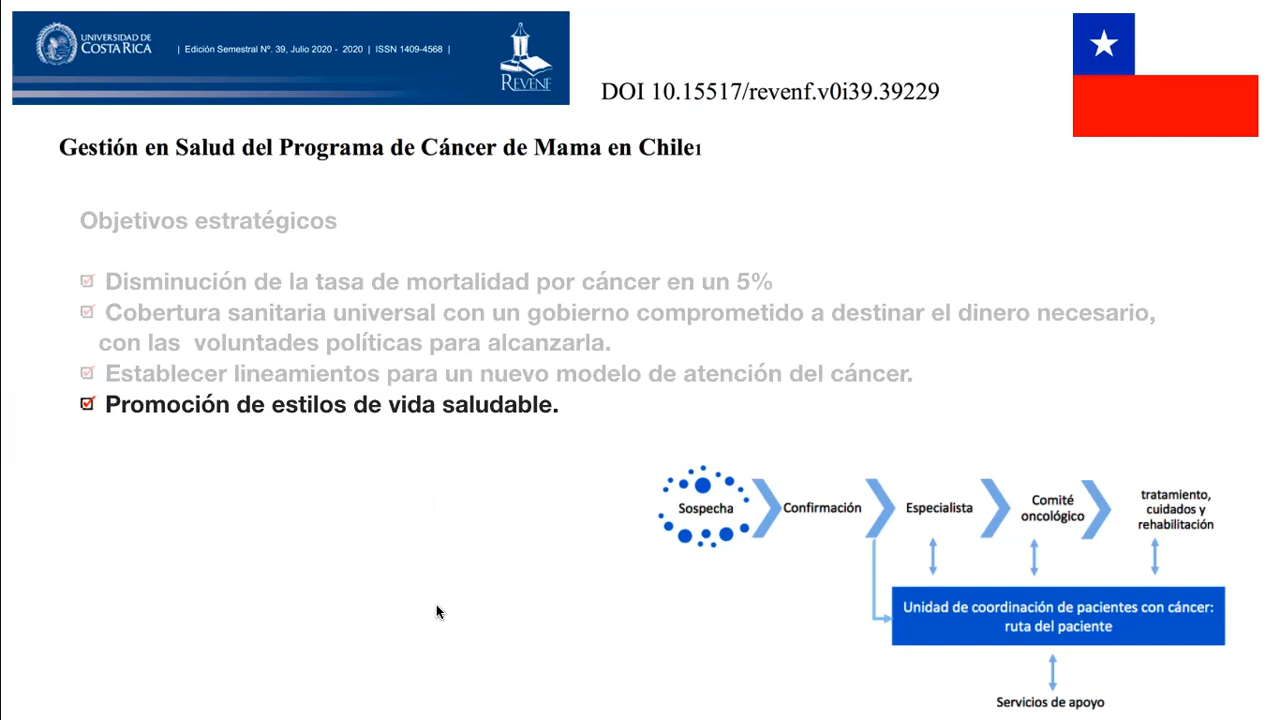 UNIVERSIDAD DE
COSTA RICA
| Edición Semestral Nº. 39, Julio 2020 - 2020 | ISSN 1409-4568 |
REVENF
DOI 10.15517/revenf.v0i39.39229
Gestión en Salud del Programa de Cáncer de Mama en Chile1
Objetivos estratégicos
Disminución de la tasa de mortalidad por cáncer en un 5%
Cobertura sanitaria universal con un gobierno comprometido a destinar el dinero necesario,
con las voluntades políticas para alcanzarla.
Establecer lineamientos para un nuevo modelo de atención del cáncer.
Promoción de estilos de vida saludable.
Sospecha
Confirmación
Especialista
Comité
oncológico
tratamiento,
cuidados y
rehabilitación
Unidad de coordinación de pacientes con cáncer:
ruta del paciente
Servicios de apoyo